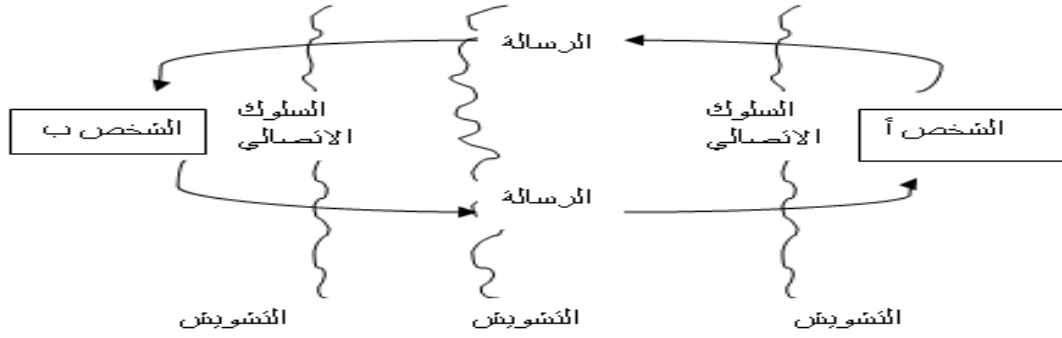 الرسالة
السلوك
الاتصالي
السلوك
الاتصالي
الشخص أ
الشخص ب
الرسالة
التشويش
التشويش
التشويش